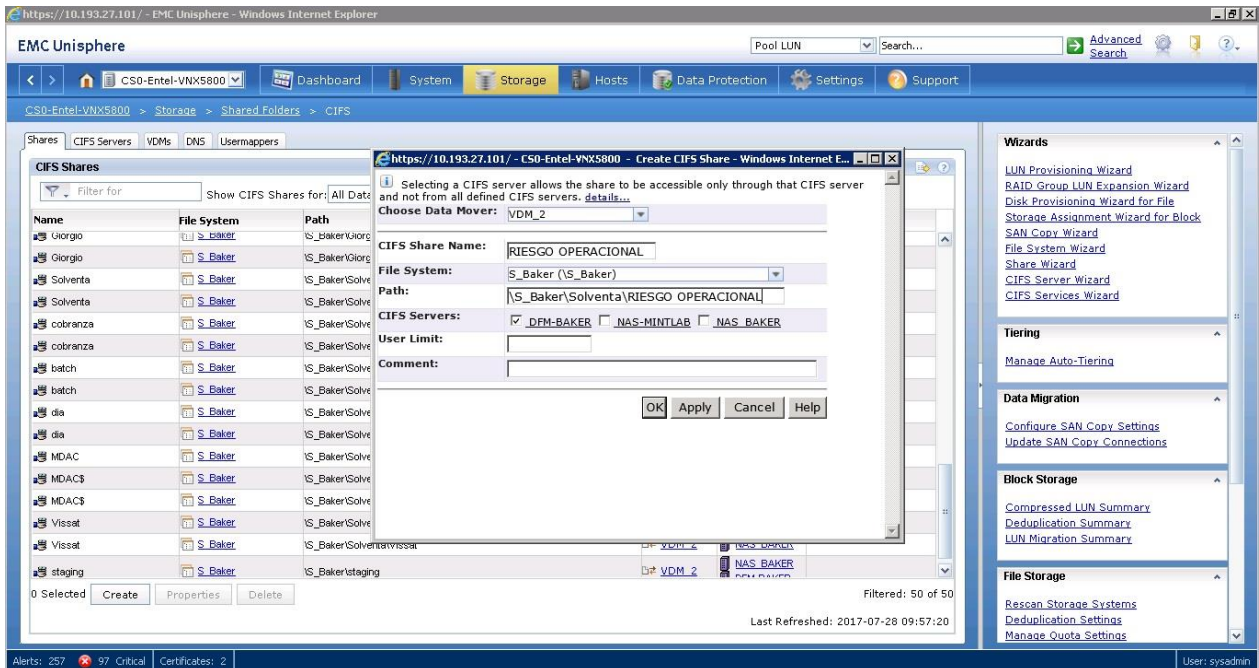 https://10.193.27.101/ - EMC Unisphere - Windows Internet Explorer
EMC Unisphere
Pool LUN
Search...
Advanced Search
CS0-Entel-VNX5800
Dashboard
System
Storage
Hosts
Data Protection
Settings
Support
CS0-Entel-VNX5800 > Storage > Shared Folders > CIFS
Shares
CIFS Servers
VDMs
DNS
Usermappers
CIFS Shares
Filter for
Show CIFS Shares for: All Data
Name File System Path
Giorgio S_Baker \S_Baker\Giorg
Giorgio S_Baker \S_Baker\Giorg
Solventa S_Baker \S_Baker\Solve
Solventa S_Baker \S_Baker\Solve
cobranza S_Baker \S_Baker\Solve
cobranza S_Baker \S_Baker\Solve
batch S_Baker \S_Baker\Solve
batch S_Baker \S_Baker\Solve
dia S_Baker \S_Baker\Solve
dia S_Baker \S_Baker\Solve
MDAC S_Baker \S_Baker\Solve
MDAC$ S_Baker \S_Baker\Solve
MDAC$ S_Baker \S_Baker\Solve
Vissat S_Baker \S_Baker\Solve
Vissat S_Baker \S_Baker\Solventa\Vissat VDM_2 NAS_BAKER
staging S_Baker \S_Baker\staging VDM_2 NAS_BAKER
DFM-BAKER
0 Selected
Create
Properties
Delete
Filtered: 50 of 50
Last Refreshed: 2017-07-28 09:57:20
https://10.193.27.101/ - CS0-Entel-VNX5800 - Create CIFS Share - Windows Internet E...
Selecting a CIFS server allows the share to be accessible only through that CIFS server
and not from all defined CIFS servers. details...
Choose Data Mover: VDM_2
CIFS Share Name: RIESGO OPERACIONAL
File System: S_Baker (\S_Baker)
Path: \S_Baker\Solventa\RIESGO OPERACIONAL
CIFS Servers: DFM-BAKER NAS-MINTLAB NAS_BAKER
User Limit:
Comment:
OK
Apply
Cancel
Help
Wizards
LUN Provisioning Wizard
RAID Group LUN Expansion Wizard
Disk Provisioning Wizard for File
Storage Assignment Wizard for Block
SAN Copy Wizard
File System Wizard
Share Wizard
CIFS Server Wizard
CIFS Services Wizard
Tiering
Manage Auto-Tiering
Data Migration
Configure SAN Copy Settings
Update SAN Copy Connections
Block Storage
Compressed LUN Summary
Deduplication Summary
LUN Migration Summary
File Storage
Rescan Storage Systems
Deduplication Settings
Manage Quota Settings
Alerts: 257
97 Critical
Certificates: 2
User: sysadmin